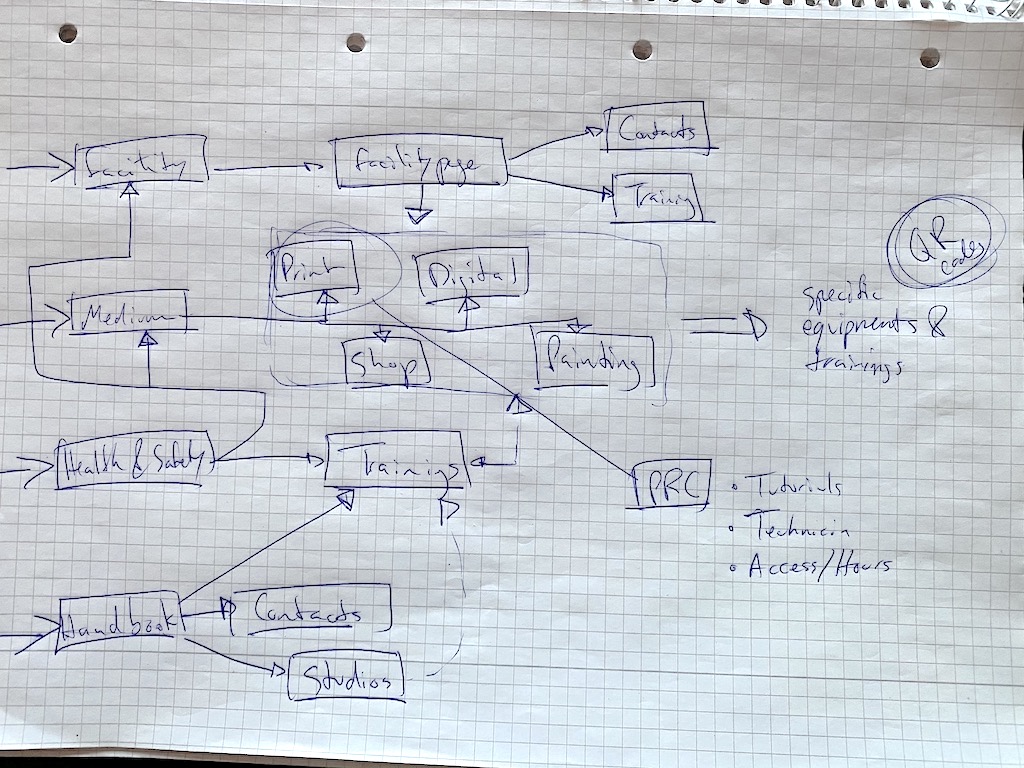 Contacts
Facility
Facility page
Training
QR
codes
Print
Digital
Medium
specific
equipments &
trainings
Shop
Painting
Health & Safety
Trainings
PRC
• Tutorials
• Technicin
• Access/Hours
Handbook
Contacts
Studios